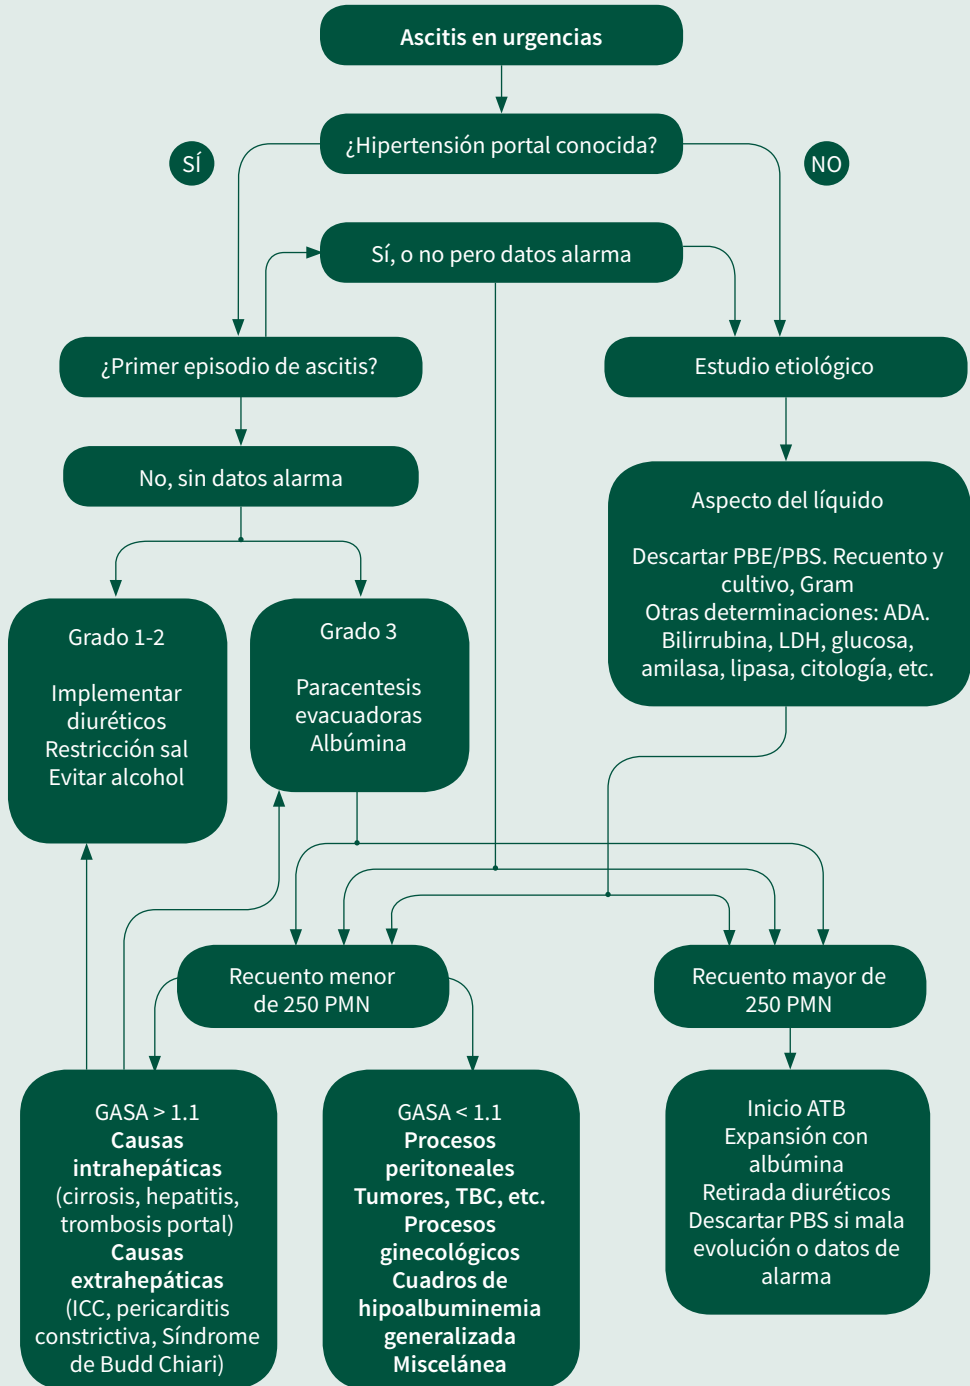 Ascitis en urgencias
¿Hipertensión portal conocida?
SÍ
NO
Sí, o no pero datos alarma
¿Primer episodio de ascitis?
Estudio etiológico
No, sin datos alarma
Aspecto del líquido
Descartar PBE/PBS. Recuento y
cultivo, Gram
Otras determinaciones: ADA.
Bilirrubina, LDH, glucosa,
amilasa, lipasa, citología, etc.
Grado 1-2
Implementar
diuréticos
Restricción sal
Evitar alcohol
Grado 3
Paracentesis
evacuadoras
Albúmina
Recuento menor
de 250 PMN
Recuento mayor de
250 PMN
GASA > 1.1
Causas
intrahepáticas
(cirrosis, hepatitis,
trombosis portal)
Causas
extrahepáticas
(ICC, pericarditis
constrictiva, Síndrome
de Budd Chiari)
GASA < 1.1
Procesos
peritoneales
Tumores, TBC, etc.
Procesos
ginecológicos
Cuadros de
hipoalbuminemia
generalizada
Miscelánea
Inicio ATB
Expansión con
albúmina
Retirada diuréticos
Descartar PBS si mala
evolución o datos de
alarma